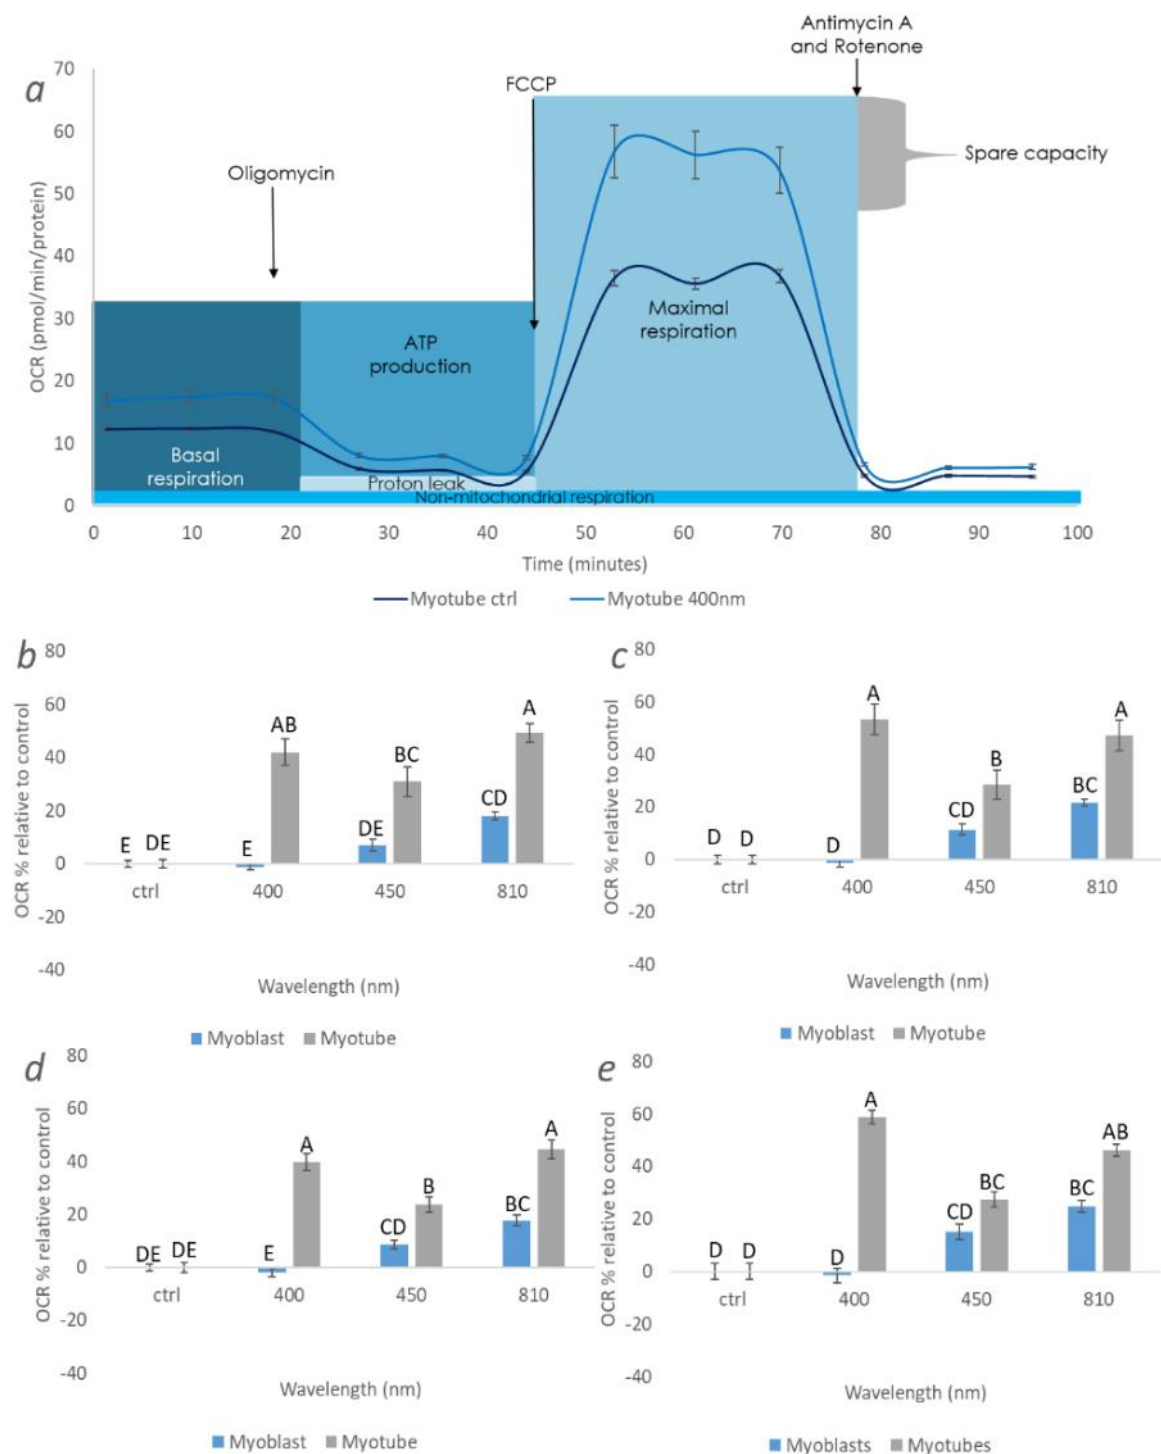 a
Antimycin A
and Rotenone
FCCP
Oligomycin
Spare capacity
OCR (pmol/min/protein)
70
60
50
40
30
20
10
0
ATP
production
Maximal
respiration
Basal
respiration
Proton leak
Non-mitochondrial respiration
0 10 20 30 40 50 60 70 80 90 100
Time (minutes)
Myotube ctrl Myotube 400nm
b
OCR % relative to control
80
60
40
20
0
-20
-40
E DE E AB DE BC CD A
ctrl 400 450 810
Wavelength (nm)
Myoblast Myotube
c
OCR % relative to control
80
60
40
20
0
-20
-40
D D D A CD B BC A
ctrl 400 450 810
Wavelength (nm)
Myoblast Myotube
d
OCR % relative to control
80
60
40
20
0
-20
-40
DE DE E A CD B BC A
ctrl 400 450 810
Wavelength (nm)
Myoblast Myotube
e
OCR % relative to control
80
60
40
20
0
-20
-40
D D D A CD BC BC AB
ctrl 400 450 810
Wavelength (nm)
Myoblasts Myotubes